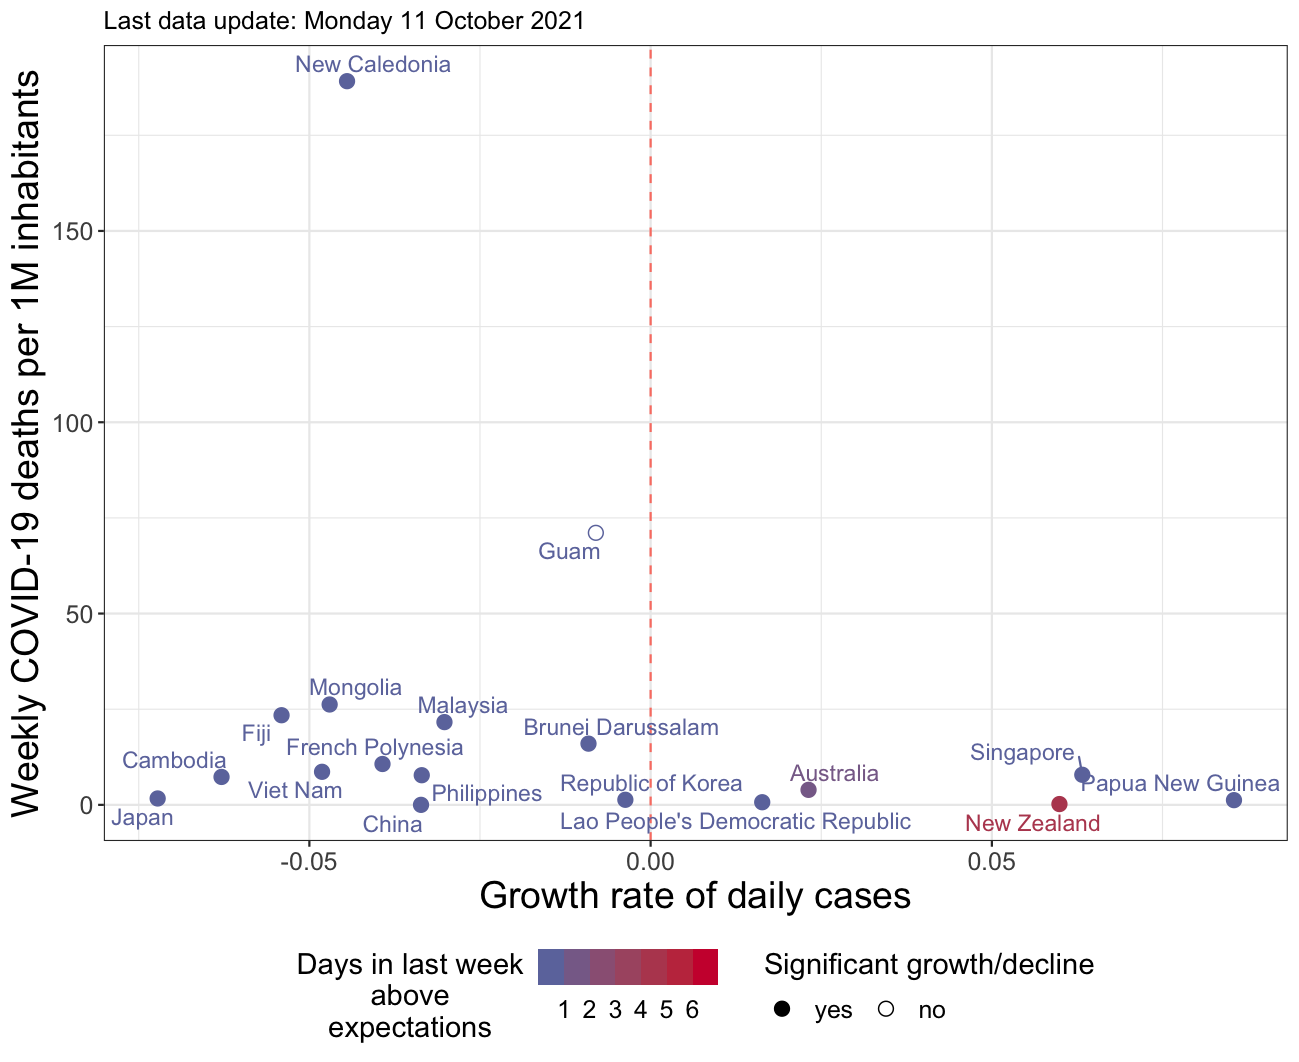 Last data update: Monday 11 October 2021
Weekly COVID-19 deaths per 1M inhabitants
150
100
50
0
New Caledonia
Guam
Mongolia
Malaysia
Fiji
Brunei Darussalam
French Polynesia
Cambodia
Singapore
Viet Nam
Philippines
Republic of Korea
Australia
Papua New Guinea
Japan
China
Lao People's Democratic Republic
New Zealand
-0.05
0.00
0.05
Growth rate of daily cases
Days in last week
above
expectations
1 2 3 4 5 6
Significant growth/decline
yes
no